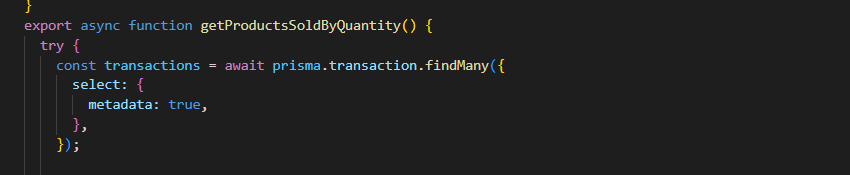 }
export async function getProductsSoldByQuantity() {
  try {
    const transactions = await prisma.transaction.findMany({
      select: {
        metadata: true,
      },
    });